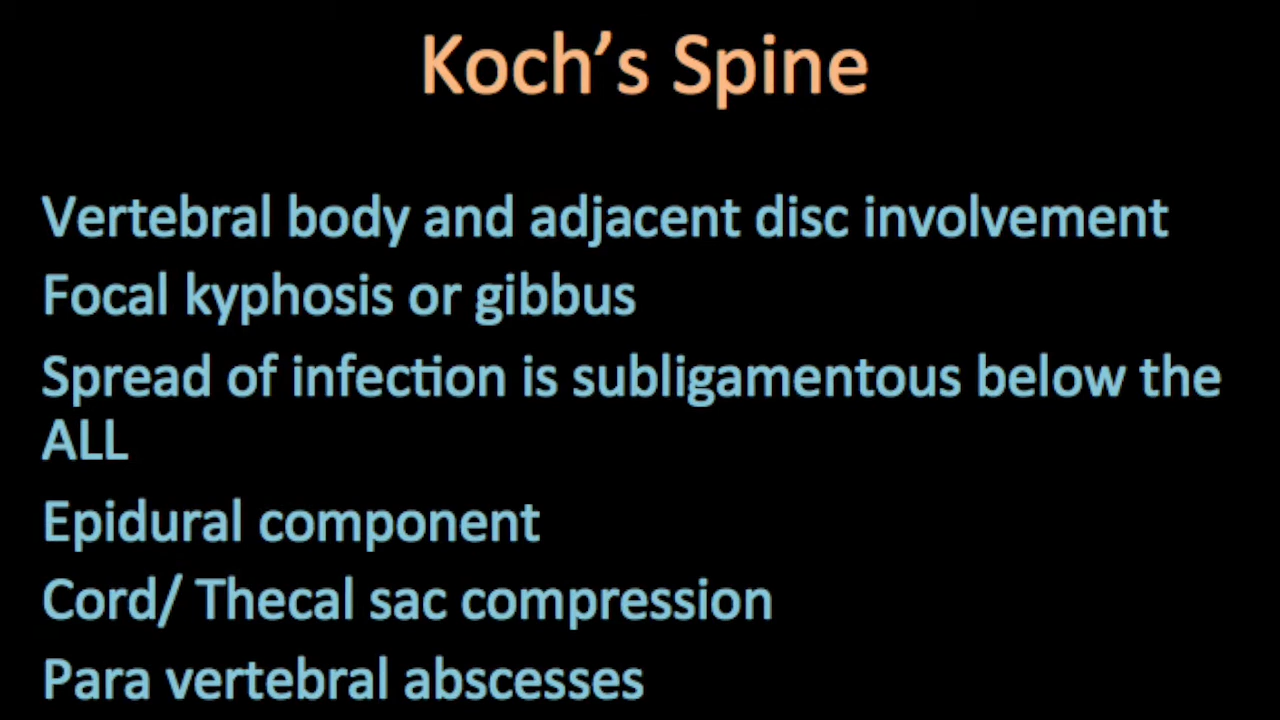 Koch’s Spine
Vertebral body and adjacent disc involvement
Focal kyphosis or gibbus
Spread of infection is subligamentous below the
ALL
Epidural component
Cord/ Thecal sac compression
Para vertebral abscesses